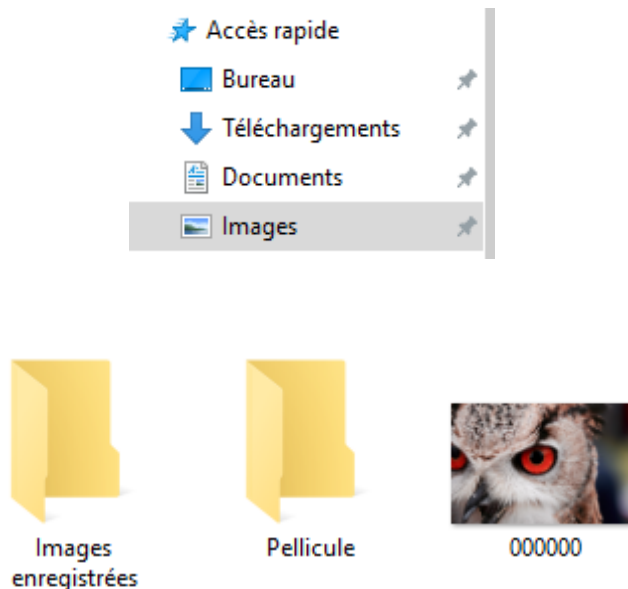 Accès rapide
Bureau
Téléchargements
Documents
Images
Images
enregistrées
Pellicule
000000